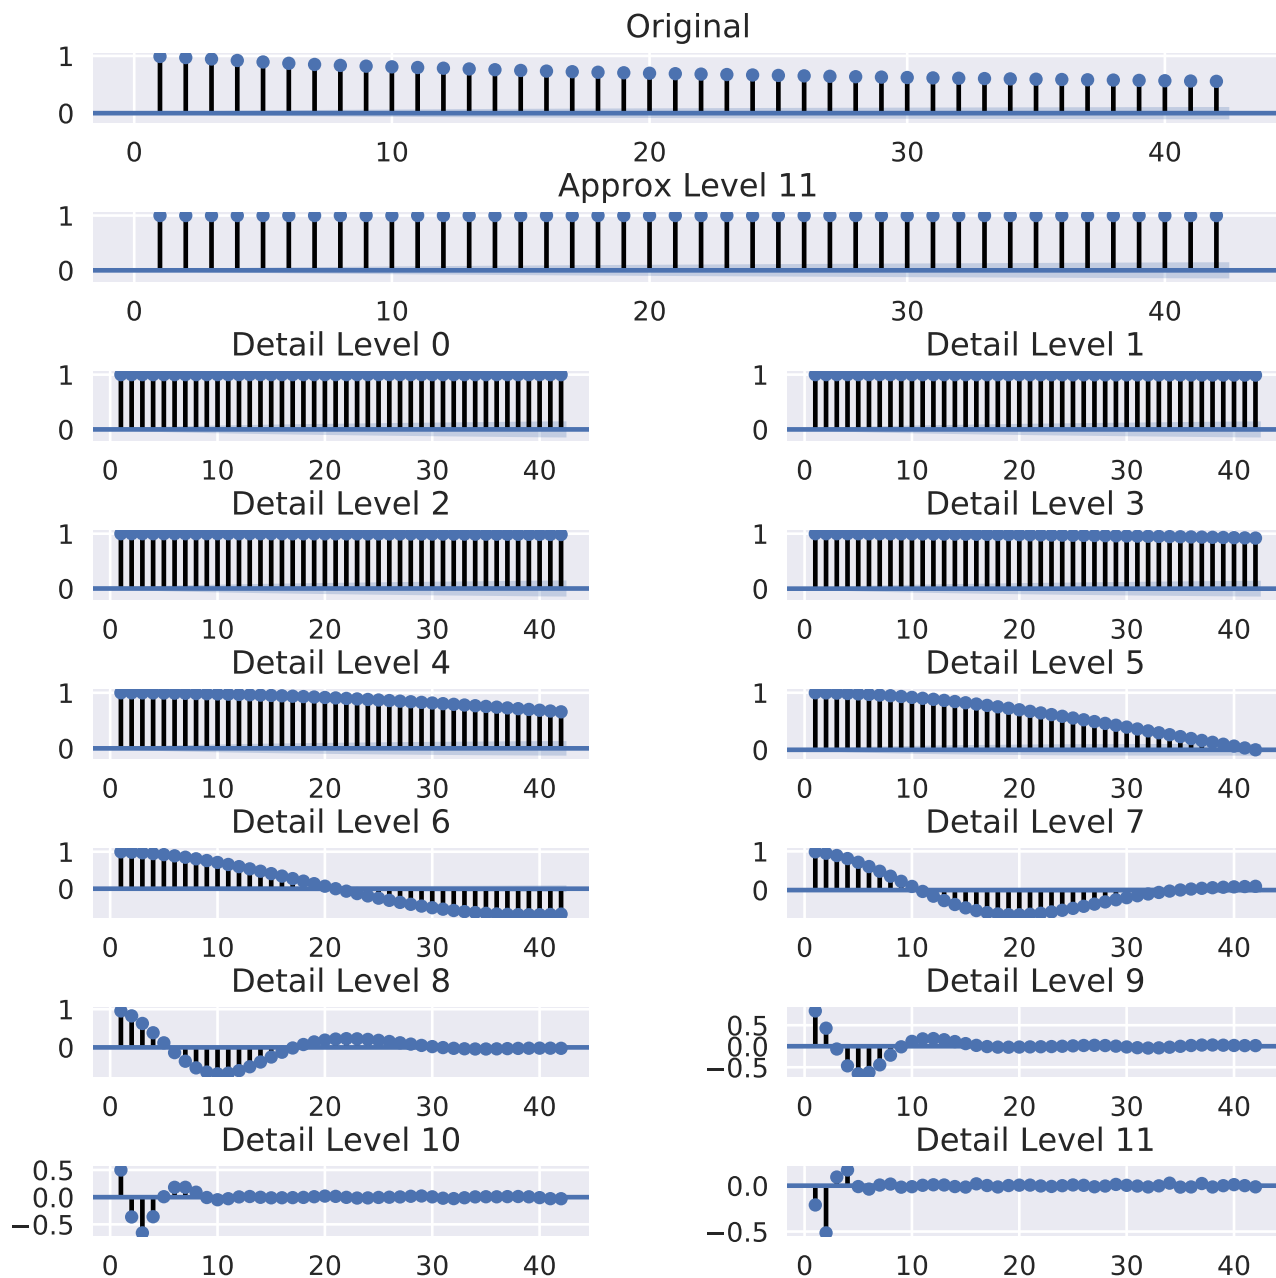 Original
1
0
0 10 20 30 40
Approx Level 11
1
0
0 10 20 30 40
Detail Level 0 Detail Level 1
1 1
0 0
0 10 20 30 40 0 10 20 30 40
Detail Level 2 Detail Level 3
1 1
0 0
0 10 20 30 40 0 10 20 30 40
Detail Level 4 Detail Level 5
1 1
0 0
0 10 20 30 40 0 10 20 30 40
Detail Level 6 Detail Level 7
1 1
0 0
0 10 20 30 40 0 10 20 30 40
Detail Level 8 Detail Level 9
1 0.5
0 0.0
−0.5
0 10 20 30 40 0 10 20 30 40
Detail Level 10 Detail Level 11
0.5
0.0 0.0
−0.5 −0.5
0 10 20 30 40 0 10 20 30 40